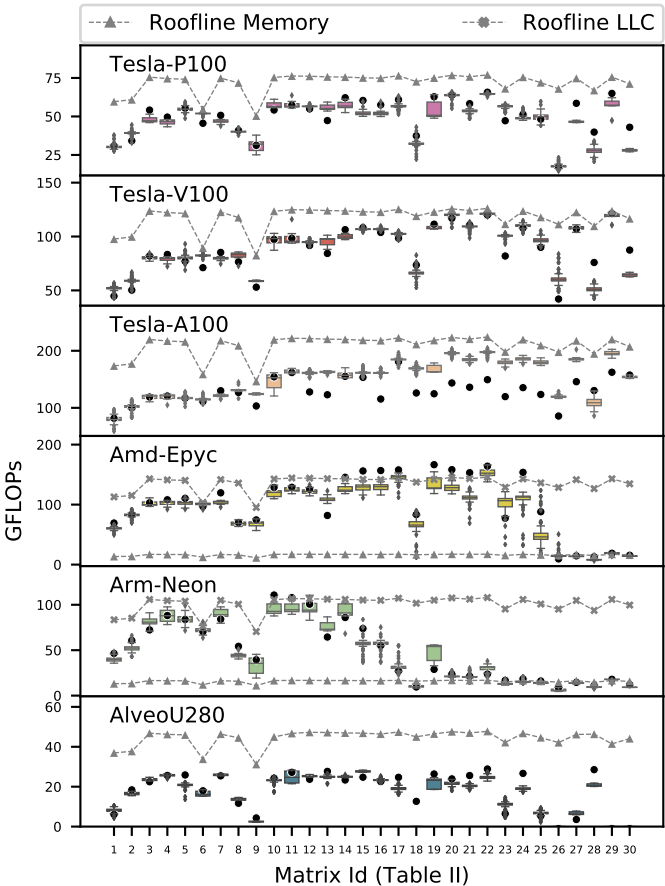 Roofline Memory Roofline LLC
Tesla-P100
75
50
25
Tesla-V100
150
100
50
Tesla-A100
200
100
Amd-Epyc
200
100
0
Arm-Neon
100
50
0
AlveoU280
60
40
20
0
GFLOPs
1 2 3 4 5 6 7 8 9 10 11 12 13 14 15 16 17 18 19 20 21 22 23 24 25 26 27 28 29 30
Matrix Id (Table II)